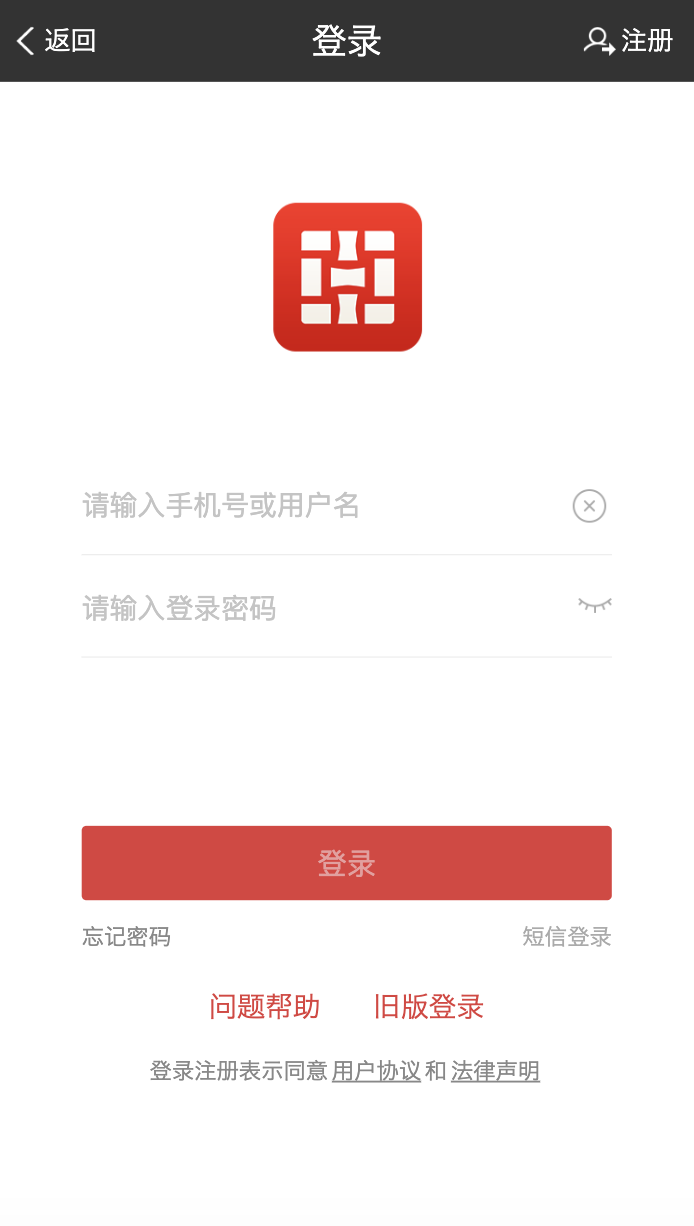 返回 登录 注册
请输入手机号或用户名
请输入登录密码
登录
忘记密码 短信登录
问题帮助 旧版登录
登录注册表示同意 用户协议 和 法律声明